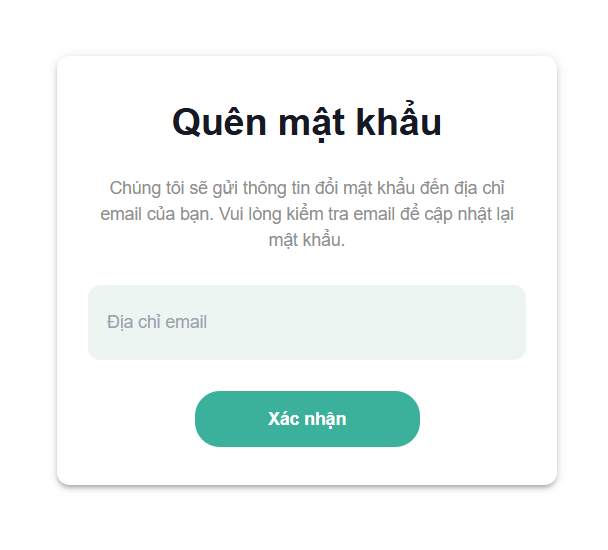 Quên mật khẩu
Chúng tôi sẽ gửi thông tin đổi mật khẩu đến địa chỉ
email của bạn. Vui lòng kiểm tra email để cập nhật lại
mật khẩu.
Địa chỉ email
Xác nhận